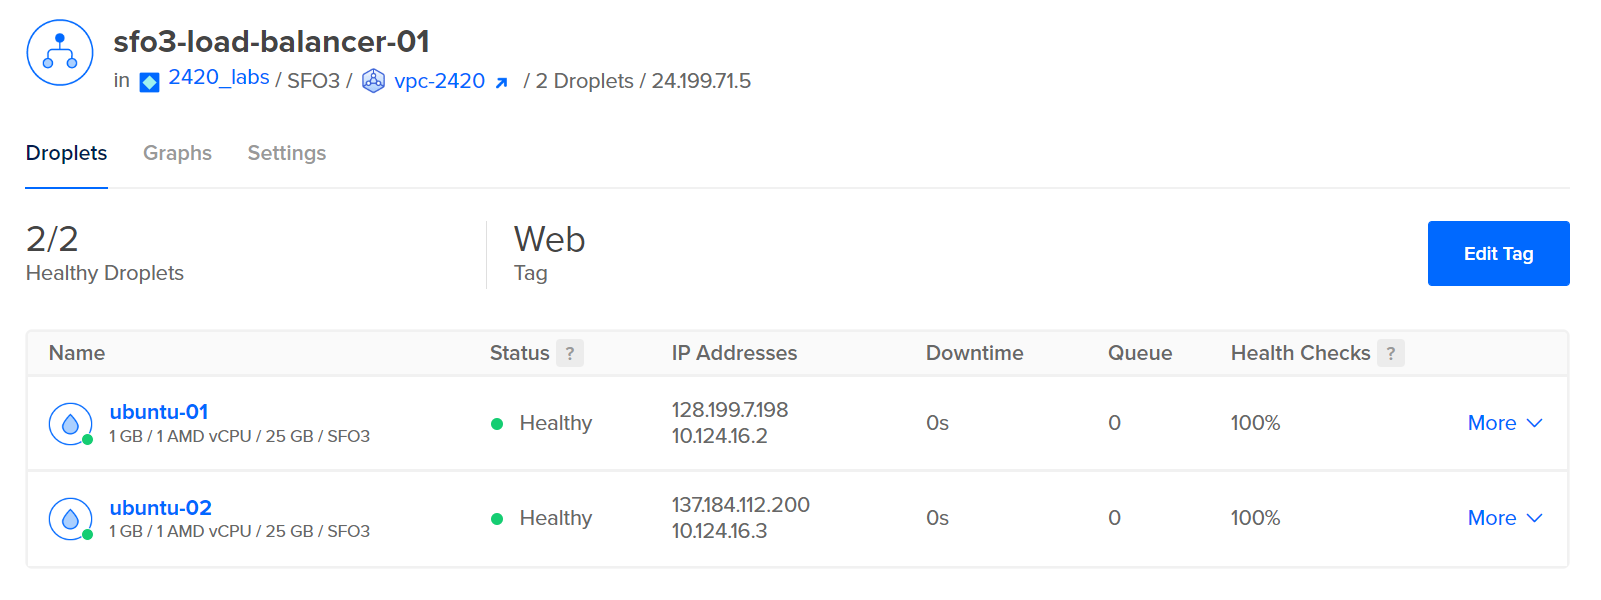 sfo3-load-balancer-01
in 2420_labs / SFO3 / vpc-2420 / 2 Droplets / 24.199.71.5
Droplets Graphs Settings
2/2
Healthy Droplets
Web
Tag
Edit Tag
Name Status ? IP Addresses Downtime Queue Health Checks ?
ubuntu-01
1 GB / 1 AMD vCPU / 25 GB / SFO3
Healthy
128.199.7.198
10.124.16.2
0s
0
100%
More
ubuntu-02
1 GB / 1 AMD vCPU / 25 GB / SFO3
Healthy
137.184.112.200
10.124.16.3
0s
0
100%
More